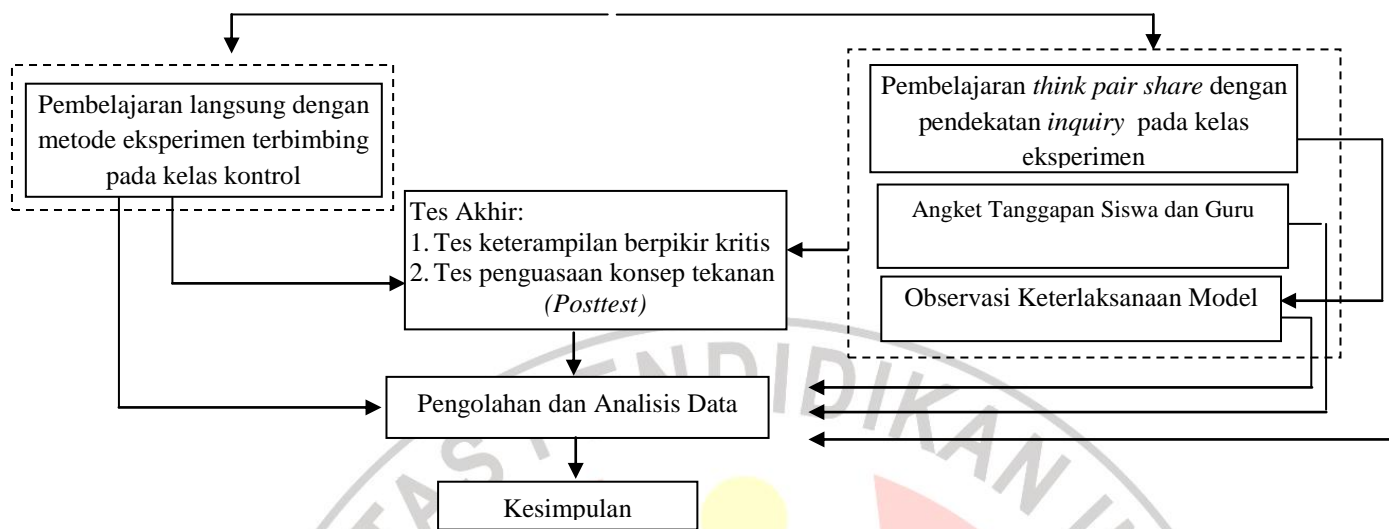 Pembelajaran langsung dengan
metode eksperimen terbimbing
pada kelas kontrol
Pembelajaran think pair share dengan
pendekatan inquiry pada kelas
eksperimen
Angket Tanggapan Siswa dan Guru
Observasi Keterlaksanaan Model
Tes Akhir:
1. Tes keterampilan berpikir kritis
2. Tes penguasaan konsep tekanan
(Posttest)
Pengolahan dan Analisis Data
Kesimpulan